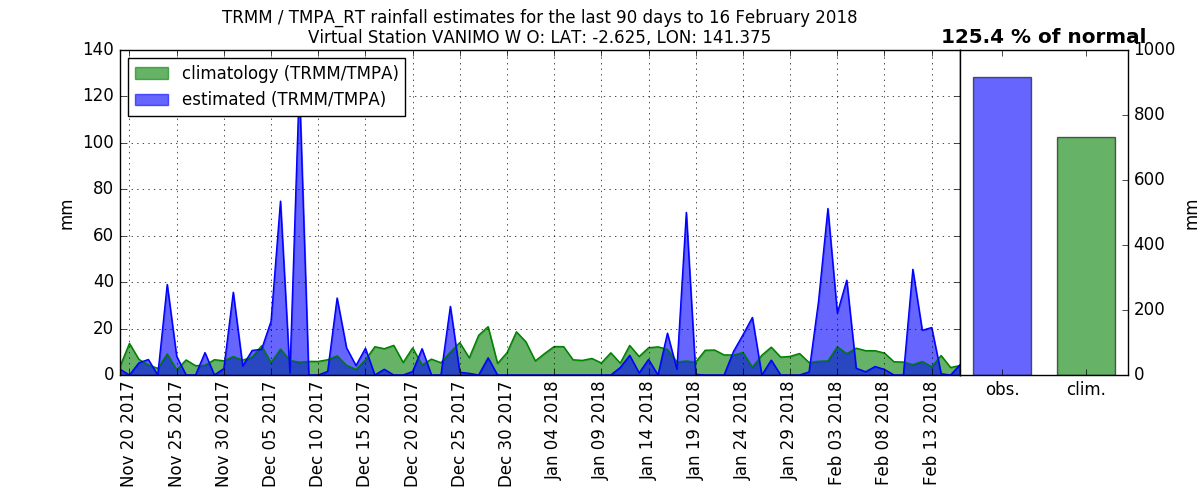 TRMM / TMPA_RT rainfall estimates for the last 90 days to 16 February 2018
Virtual Station VANIMO W O: LAT: -2.625, LON: 141.375
125.4 % of normal
climatology (TRMM/TMPA)
estimated (TRMM/TMPA)
140
120
100
80
60
40
20
0
mm
Nov 20 2017
Nov 25 2017
Nov 30 2017
Dec 05 2017
Dec 10 2017
Dec 15 2017
Dec 20 2017
Dec 25 2017
Dec 30 2017
Jan 04 2018
Jan 09 2018
Jan 14 2018
Jan 19 2018
Jan 24 2018
Jan 29 2018
Feb 03 2018
Feb 08 2018
Feb 13 2018
1000
800
600
400
200
0
mm
obs.
clim.